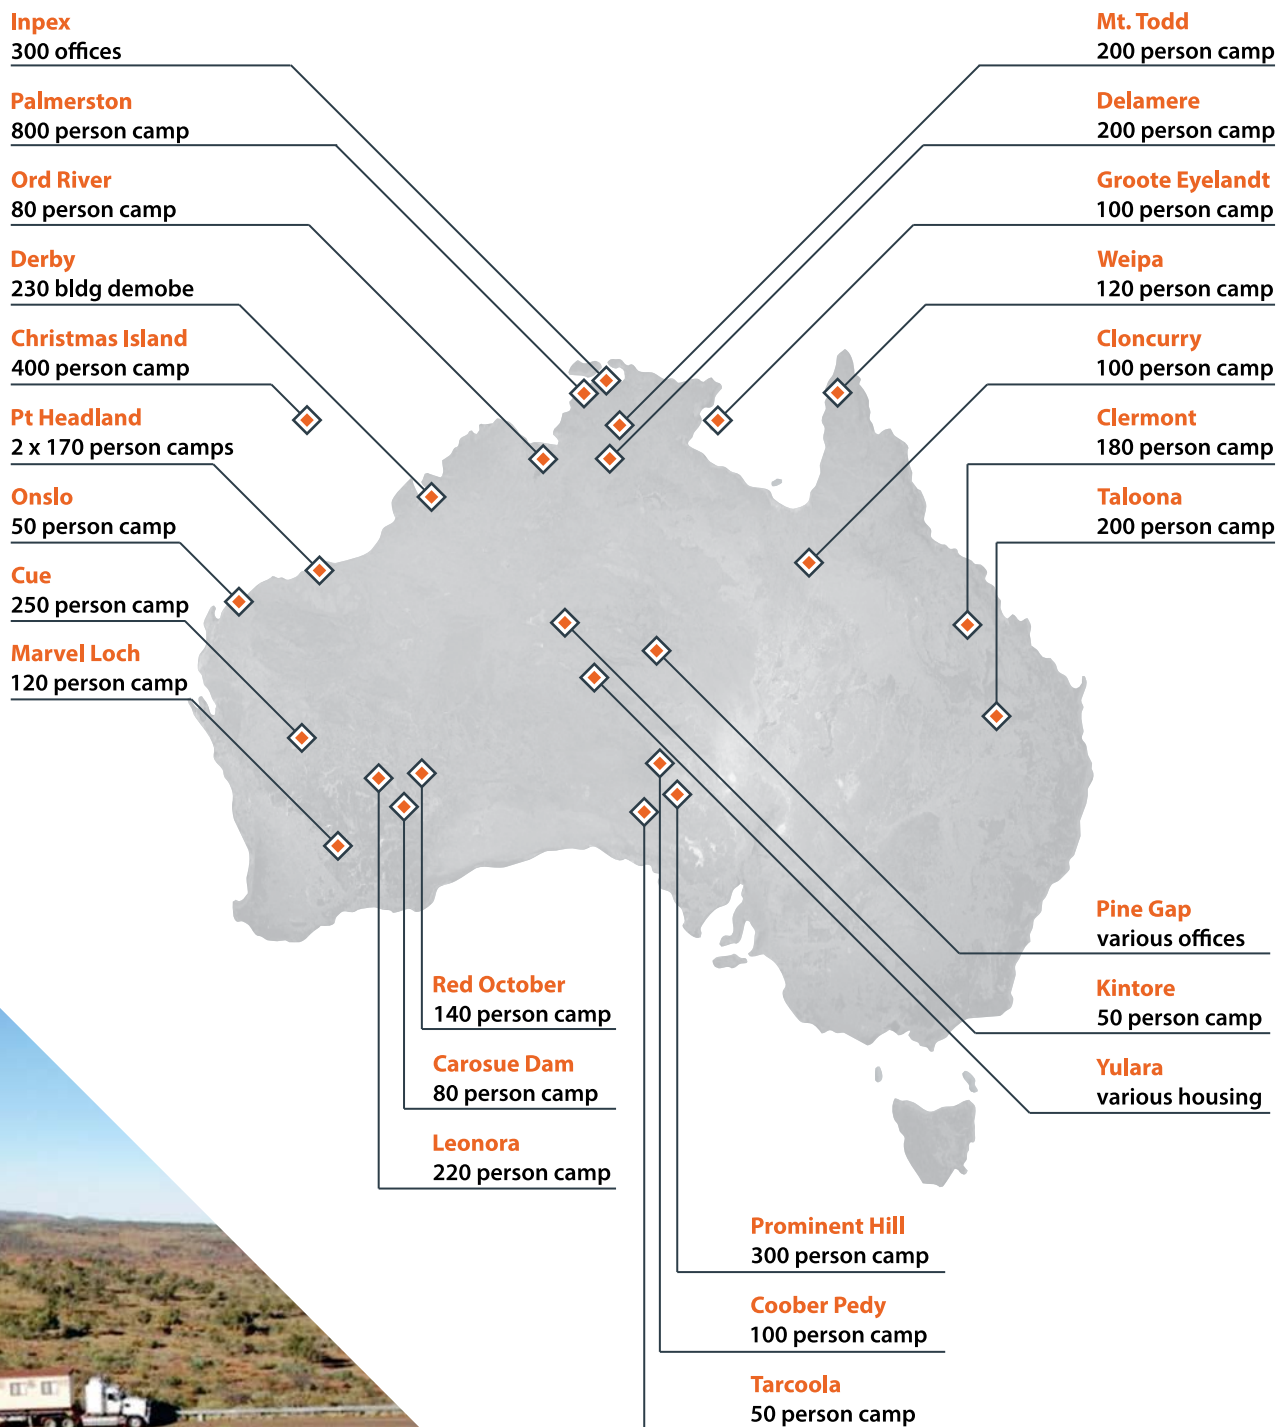 Inpex
300 offices
Palmerston
800 person camp
Ord River
80 person camp
Derby
230 bldg demobe
Christmas Island
400 person camp
Pt Headland
2 x 170 person camps
Onslo
50 person camp
Cue
250 person camp
Marvel Loch
120 person camp
Mt. Todd
200 person camp
Delamere
200 person camp
Groote Eyelandt
100 person camp
Weipa
120 person camp
Cloncurry
100 person camp
Clermont
180 person camp
Taloona
200 person camp
Pine Gap
various offices
Kintore
50 person camp
Yulara
various housing
Red October
140 person camp
Carosue Dam
80 person camp
Leonora
220 person camp
Prominent Hill
300 person camp
Coober Pedy
100 person camp
Tarcoola
50 person camp